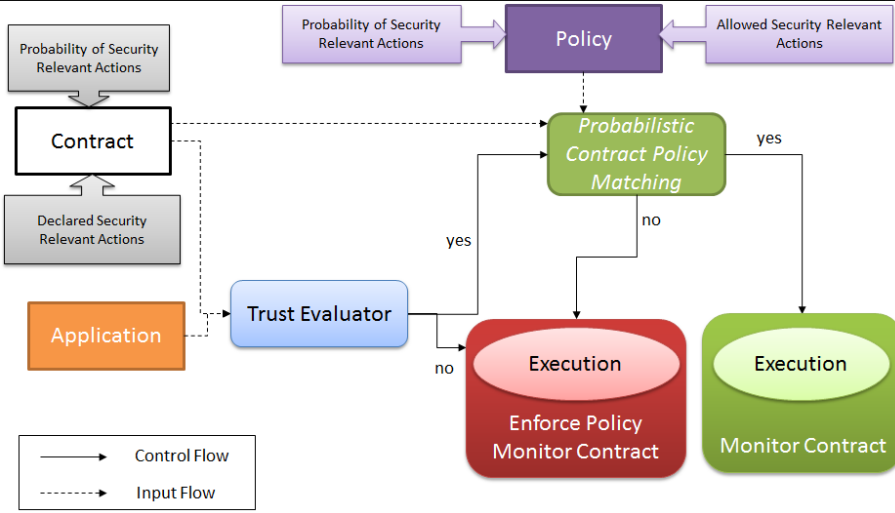 Probability of Security
Relevant Actions
Policy
Allowed Security Relevant
Actions
Probability of Security
Relevant Actions
Contract
Probabilistic
Contract Policy
Matching
yes
Declared Security
Relevant Actions
yes
no
Application
Trust Evaluator
no
Execution
Enforce Policy
Monitor Contract
Execution
Monitor Contract
Control Flow
Input Flow